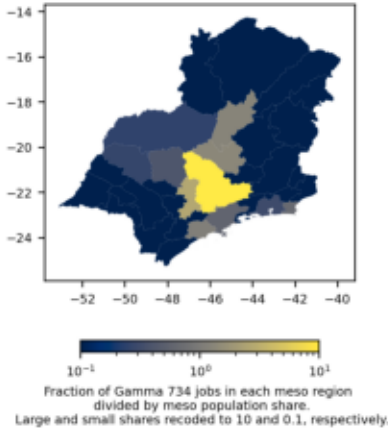 −14
−16
−18
−20
−22
−24
−52 −50 −48 −46 −44 −42 −40
10⁻¹ 10⁰ 10¹
Fraction of Gamma 734 jobs in each meso region
divided by meso population share.
Large and small shares recoded to 10 and 0.1, respectively.